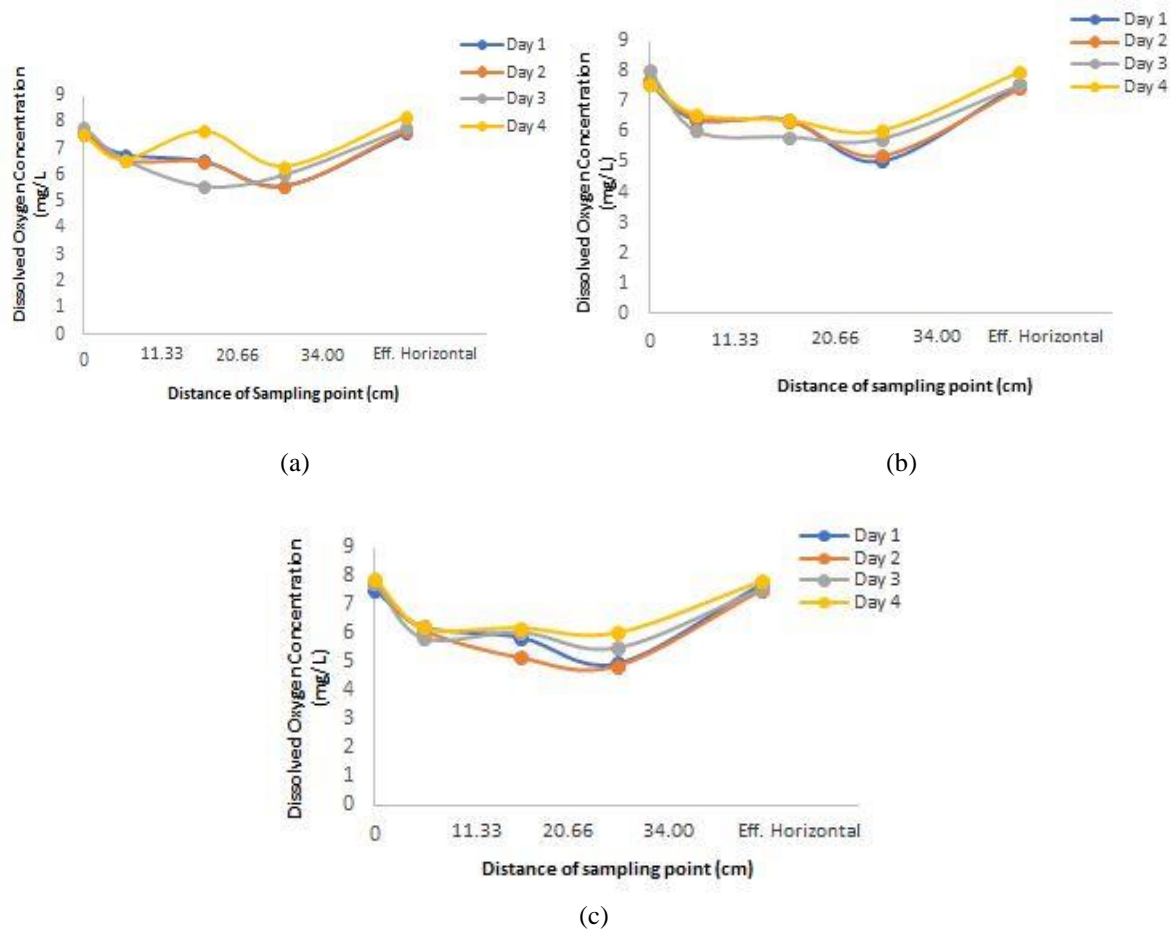 Day 1
Day 2
Day 3
Day 4
9
8
7
6
5
4
3
2
1
0
Dissolved Oxygen Concentration
(mg/L
0
11.33
20.66
34.00
Eff. Horizontal
Distance of Sampling point (cm)
(a)
Day 1
Day 2
Day 3
Day 4
9
8
7
6
5
4
3
2
1
0
Dissolved Oxygen Concentration
(mg/L)
0
11.33
20.66
34.00
Eff. Horizontal
Distance of sampling point (cm)
(b)
Day 1
Day 2
Day 3
Day 4
9
8
7
6
5
4
3
2
1
0
Dissolved Oxygen Concentration
(mg/L)
0
11.33
20.66
34.00
Eff. Horizontal
Distance of sampling point (cm)
(c)